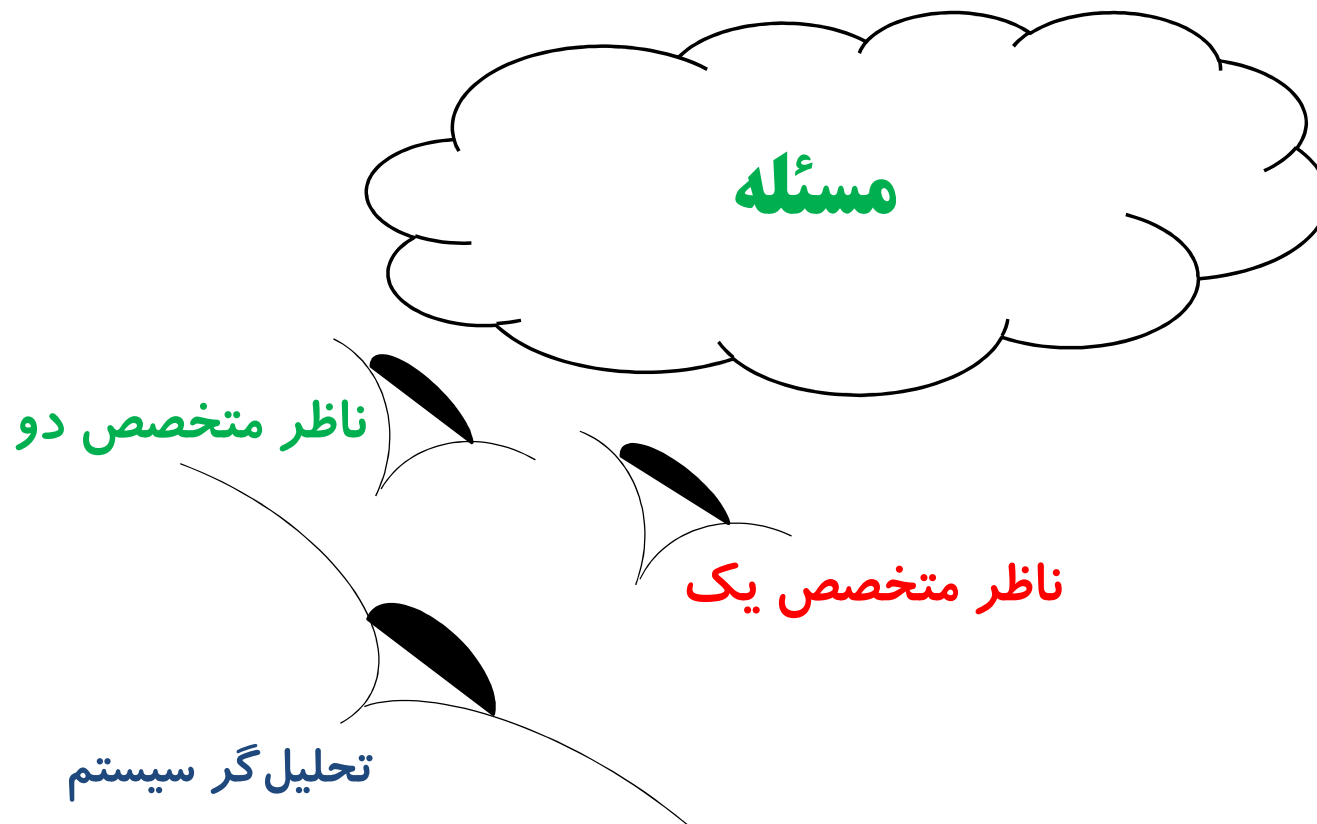 مسئله
ناظر متخصص دو
ناظر متخصص یک
تحلیل‌گر سیستم